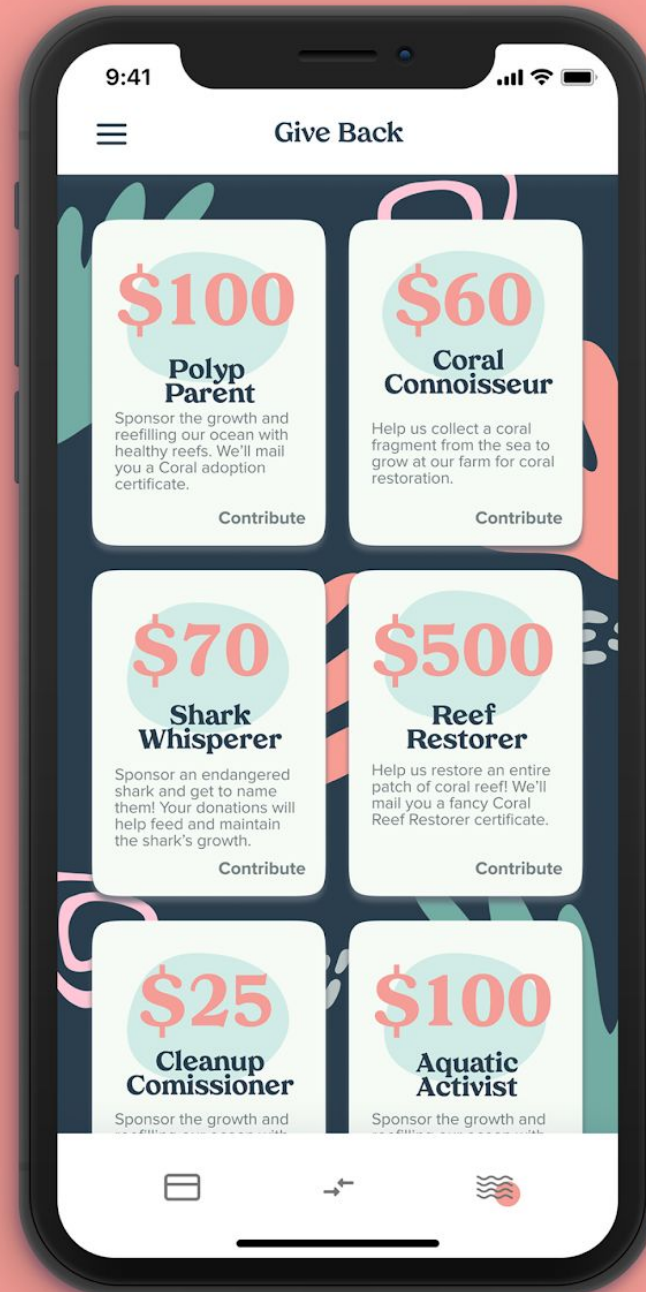 9:41
Give Back
$100
Polyp
Parent
Sponsor the growth and
reefilling our ocean with
healthy reefs. We'll mail
you a Coral adoption
certificate.
Contribute
$60
Coral
Connoisseur
Help us collect a coral
fragment from the sea to
grow at our farm for coral
restoration.
Contribute
$70
Shark
Whisperer
Sponsor an endangered
shark and get to name
them! Your donations will
help feed and maintain
the shark's growth.
Contribute
$500
Reef
Restorer
Help us restore an entire
patch of coral reef! We'll
mail you a fancy Coral
Reef Restorer certificate.
Contribute
$25
Cleanup
Comissioner
Sponsor the growth and
$100
Aquatic
Activist
Sponsor the growth and